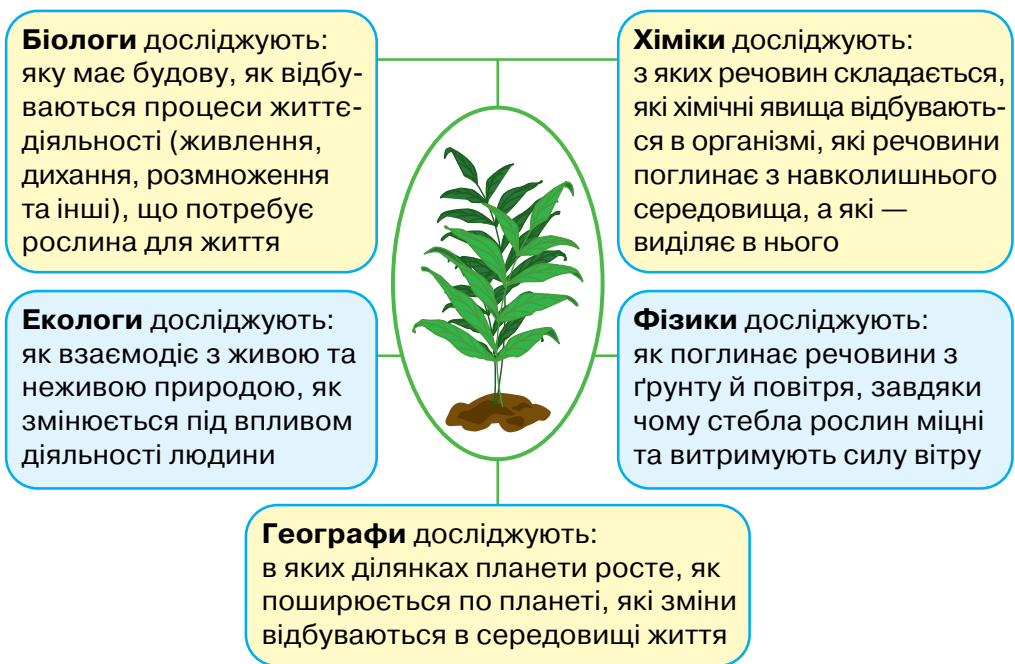 Біологи досліджують:
яку має будову, як відбу-
ваються процеси життє-
діяльності (живлення,
дихання, розмноження
та інші), що потребує
рослина для життя
Хіміки досліджують:
з яких речовин складається,
які хімічні явища відбувають-
ся в організмі, які речовини
поглинає з навколишнього
середовища, а які —
виділяє в нього
Екологи досліджують:
як взаємодіє з живою та
неживою природою, як
змінюється під впливом
діяльності людини
Фізики досліджують:
як поглинає речовини з
ґрунту й повітря, завдяки
чому стебла рослин міцні
та витримують силу вітру
Географи досліджують:
в яких ділянках планети росте, як
поширюється по планеті, які зміни
відбуваються в середовищі життя